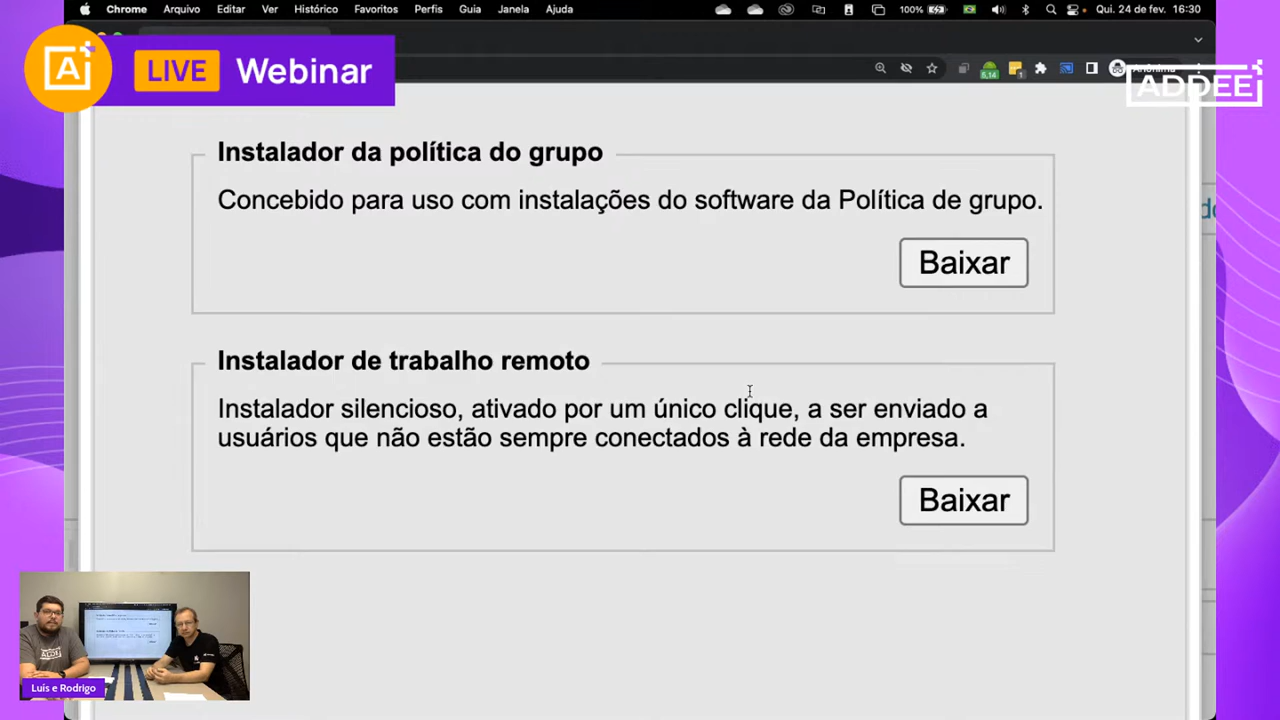 Chrome Arquivo Editar Ver Histórico Favoritos Perfis Guia Janela Ajuda 100% Qui. 24 de fev. 16:30
A LIVE Webinar
5,14 1
ADDEE
Instalador da política do grupo
Concebido para uso com instalações do software da Política de grupo.
Baixar
Instalador de trabalho remoto
Instalador silencioso, ativado por um único clique, a ser enviado a
usuários que não estão sempre conectados à rede da empresa.
Baixar
Luís e Rodrigo